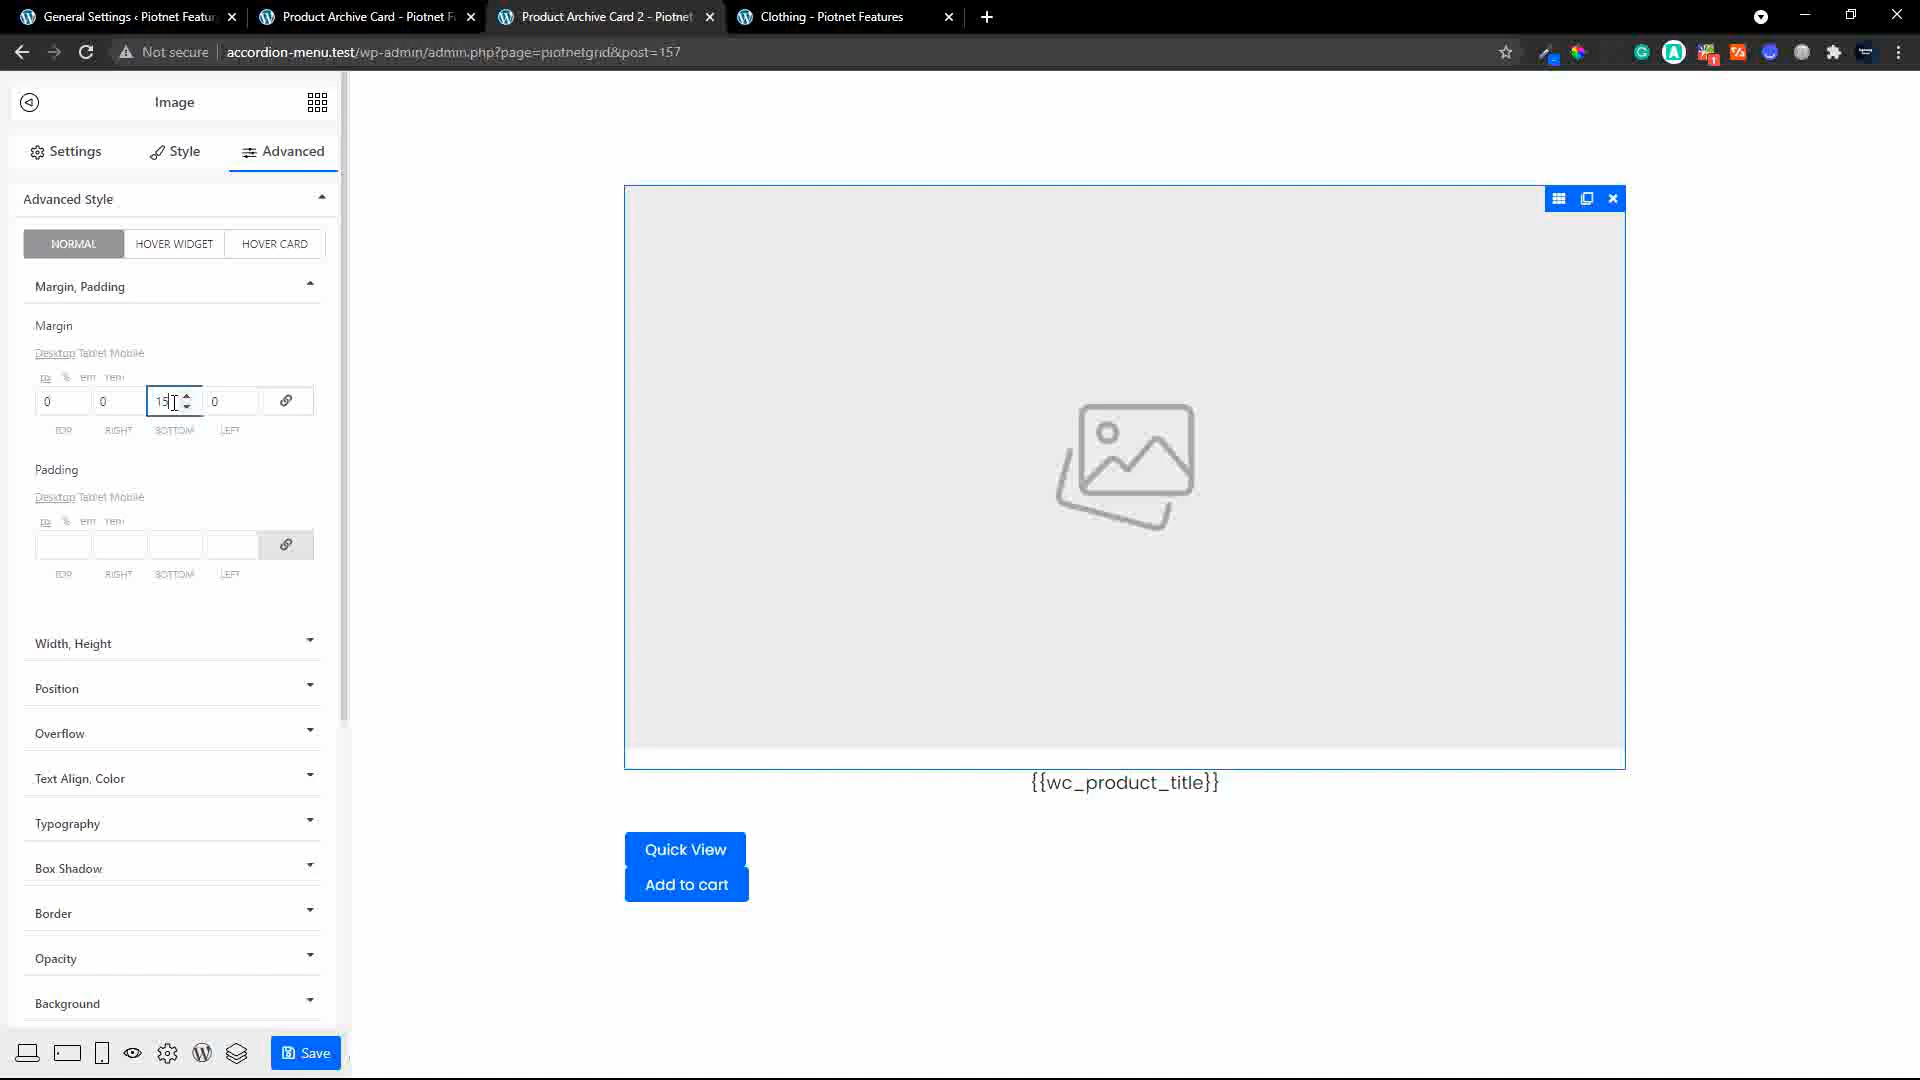 General Settings ‹ Piotnet Featur
Product Archive Card - Piotnet F
Product Archive Card 2 - Piotnet
Clothing - Piotnet Features
Not secure
accordion-menu.test/wp-admin/admin.php?page=piotnetgrid&post=157
1
Image
Settings
Style
Advanced
Advanced Style
NORMAL
HOVER WIDGET
HOVER CARD
Margin, Padding
Margin
Desktop Tablet Mobile
px % em rem
0
0
15
0
TOP
RIGHT
BOTTOM
LEFT
Padding
Desktop Tablet Mobile
px % em rem
TOP
RIGHT
BOTTOM
LEFT
Width, Height
Position
Overflow
Text Align, Color
Typography
Box Shadow
Border
Opacity
Background
Save
{{wc_product_title}}
Quick View
Add to cart